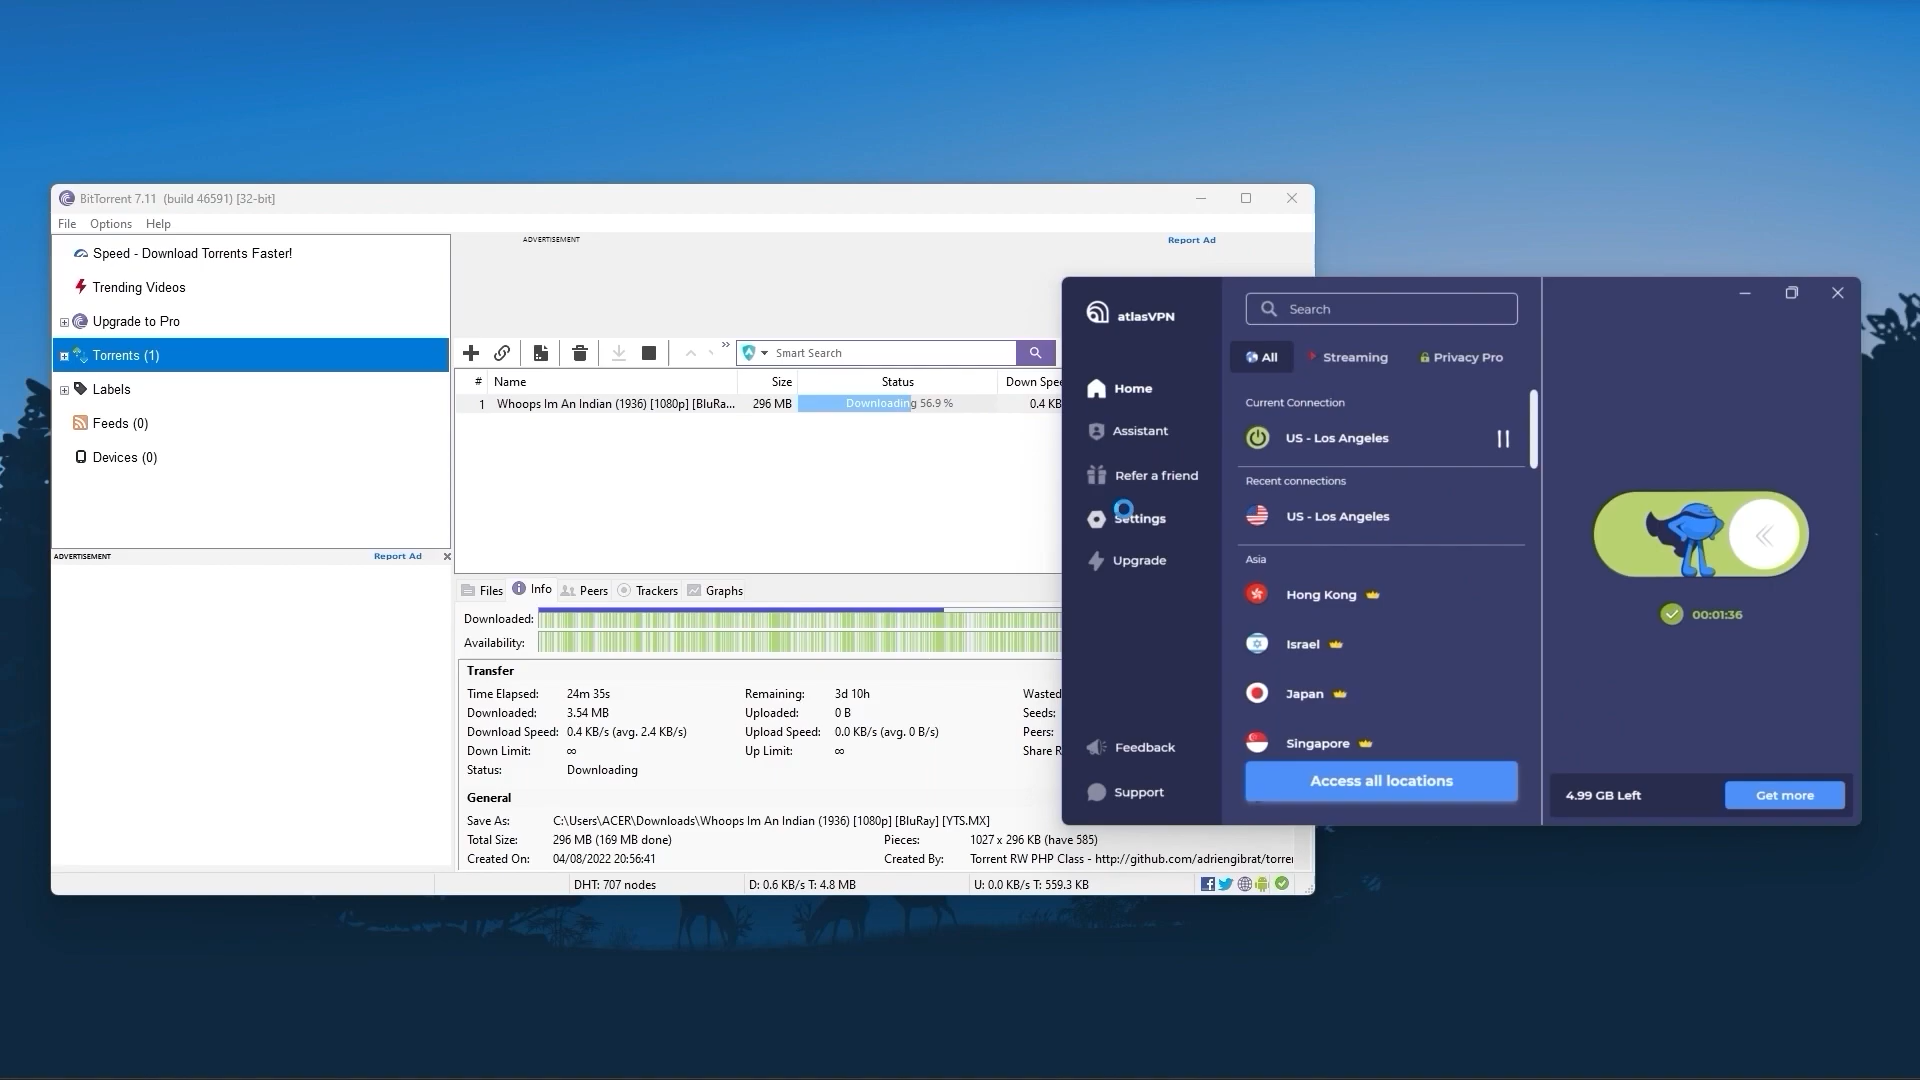 BitTorrent 7.11 (build 46591) [32-bit]
File Options Help
Speed - Download Torrents Faster!
Trending Videos
Upgrade to Pro
Torrents (1)
Labels
Feeds (0)
Devices (0)
ADVERTISEMENT Report Ad
ADVERTISEMENT Report Ad
Smart Search
# Name Size Status Down Spee
1 Whoops Im An Indian (1936) [1080p] [BluRa... 296 MB Downloading 56.9 % 0.4 KB
Files Info Peers Trackers Graphs
Downloaded:
Availability:
Transfer
Time Elapsed: 24m 35s Remaining: 3d 10h Wasted
Downloaded: 3.54 MB Uploaded: 0 B Seeds:
Download Speed: 0.4 KB/s (avg. 2.4 KB/s) Upload Speed: 0.0 KB/s (avg. 0 B/s) Peers:
Down Limit: ∞ Up Limit: ∞ Share R
Status: Downloading
General
Save As: C:\Users\ACER\Downloads\Whoops Im An Indian (1936) [1080p] [BluRay] [YTS.MX]
Total Size: 296 MB (169 MB done) Pieces: 1027 x 296 KB (have 585)
Created On: 04/08/2022 20:56:41 Created By: Torrent RW PHP Class - http://github.com/adriengibrat/torre
DHT: 707 nodes D: 0.6 KB/s T: 4.8 MB U: 0.0 KB/s T: 559.3 KB
atlasVPN
Home
Assistant
Refer a friend
Settings
Upgrade
Feedback
Support
Search
All Streaming Privacy Pro
Current Connection
US - Los Angeles
Recent connections
US - Los Angeles
Asia
Hong Kong
Israel
Japan
Singapore
Access all locations
00:01:36
4.99 GB Left Get more